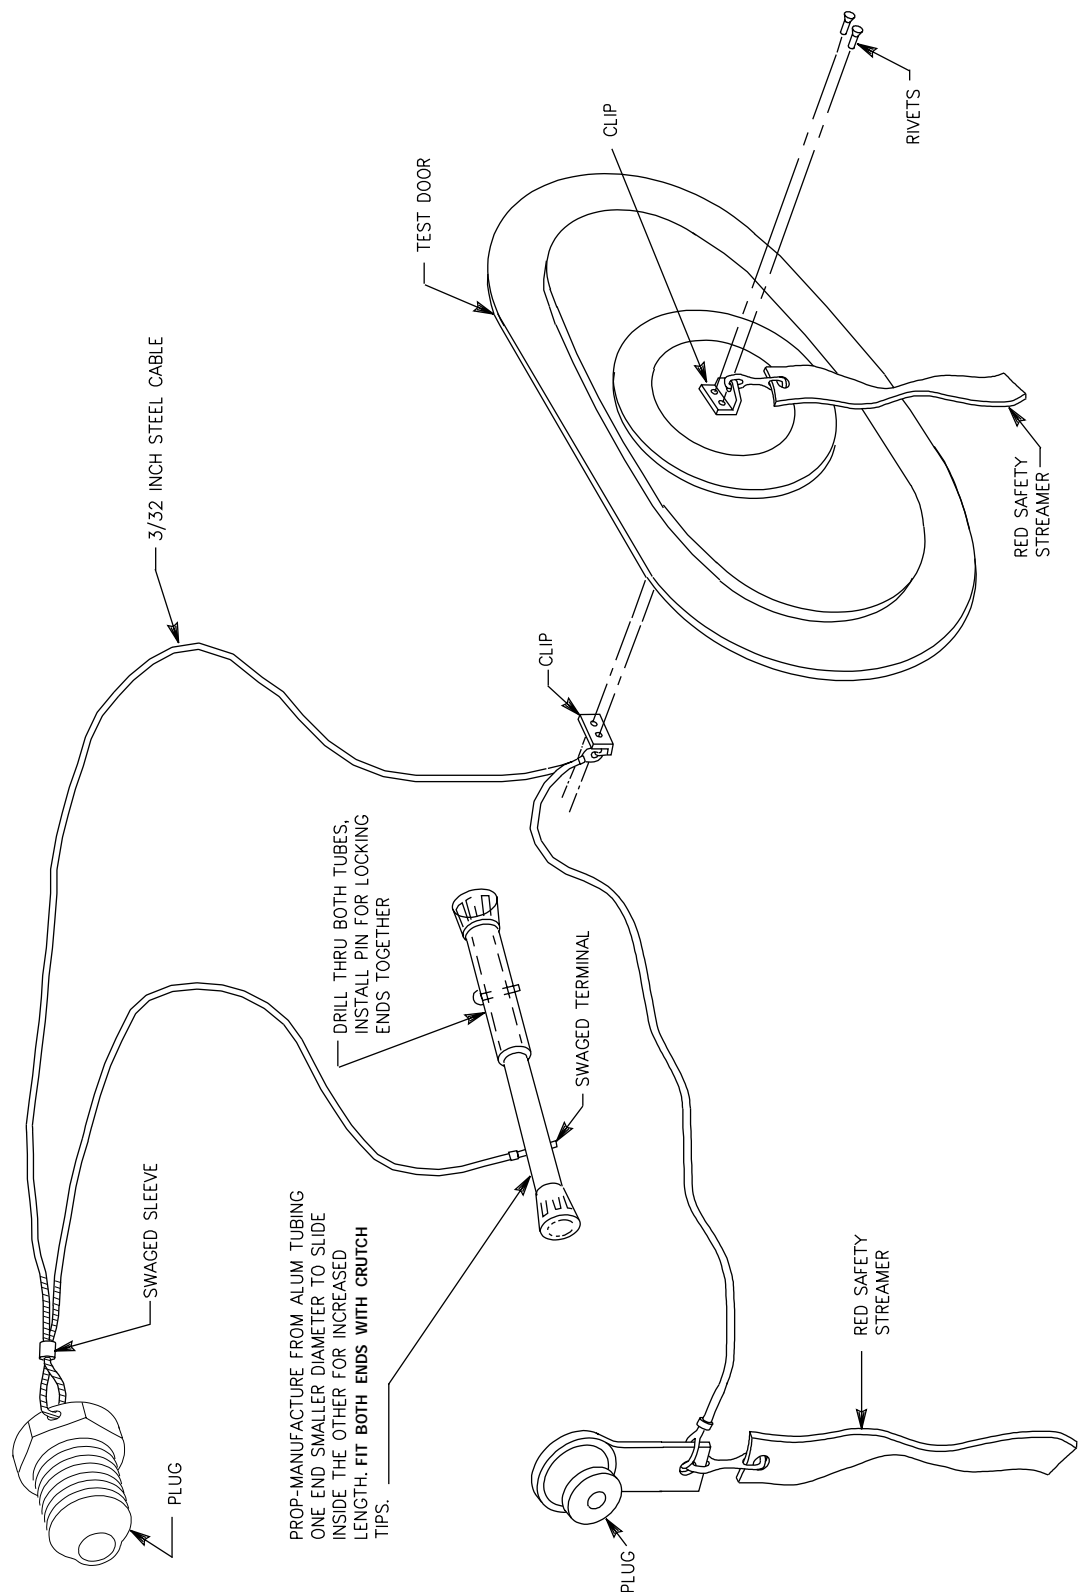 3/32 INCH STEEL CABLE
TEST DOOR
CLIP
RIVETS
SWAGED SLEEVE
PLUG
PROP-MANUFACTURE FROM ALUM TUBING
ONE END SMALLER DIAMETER TO SLIDE
INSIDE THE OTHER FOR INCREASED
LENGTH. FIT BOTH ENDS WITH CRUTCH
TIPS.
DRILL THRU BOTH TUBES,
INSTALL PIN FOR LOCKING
ENDS TOGETHER
SWAGED TERMINAL
CLIP
RED SAFETY
STREAMER
PLUG
RED SAFETY
STREAMER